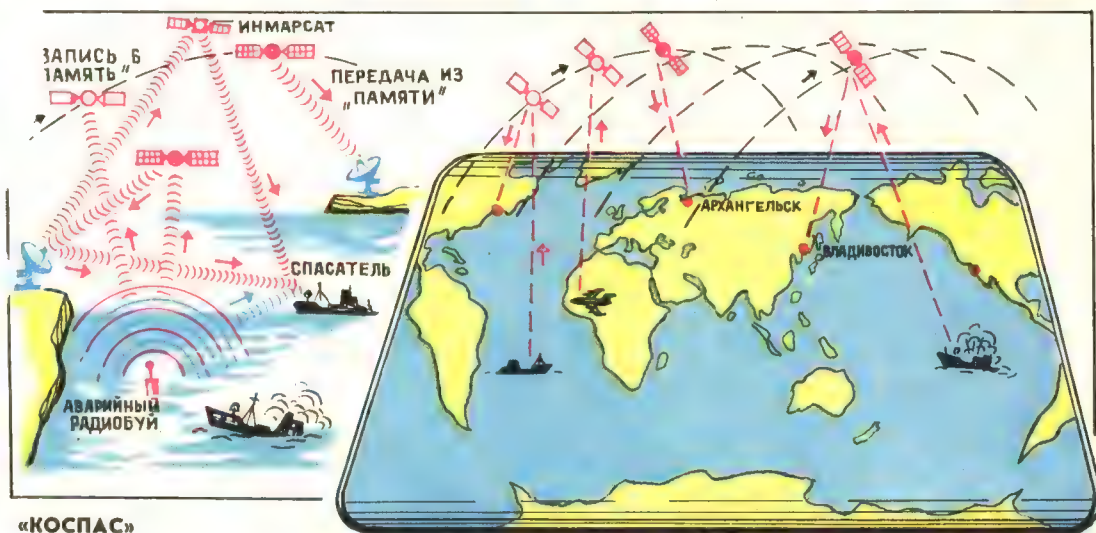 ИНМАРСАТ
ЗАПИСЬ В
ПАМЯТЬ"
ПЕРЕДАЧА ИЗ
„ПАМЯТИ"
СПАСАТЕЛЬ
АВАРИЙНЫЙ
РАДИОБУЙ
АРХАНГЕЛЬСК
ВЛАДИВОСТОК
«КОСПАС»